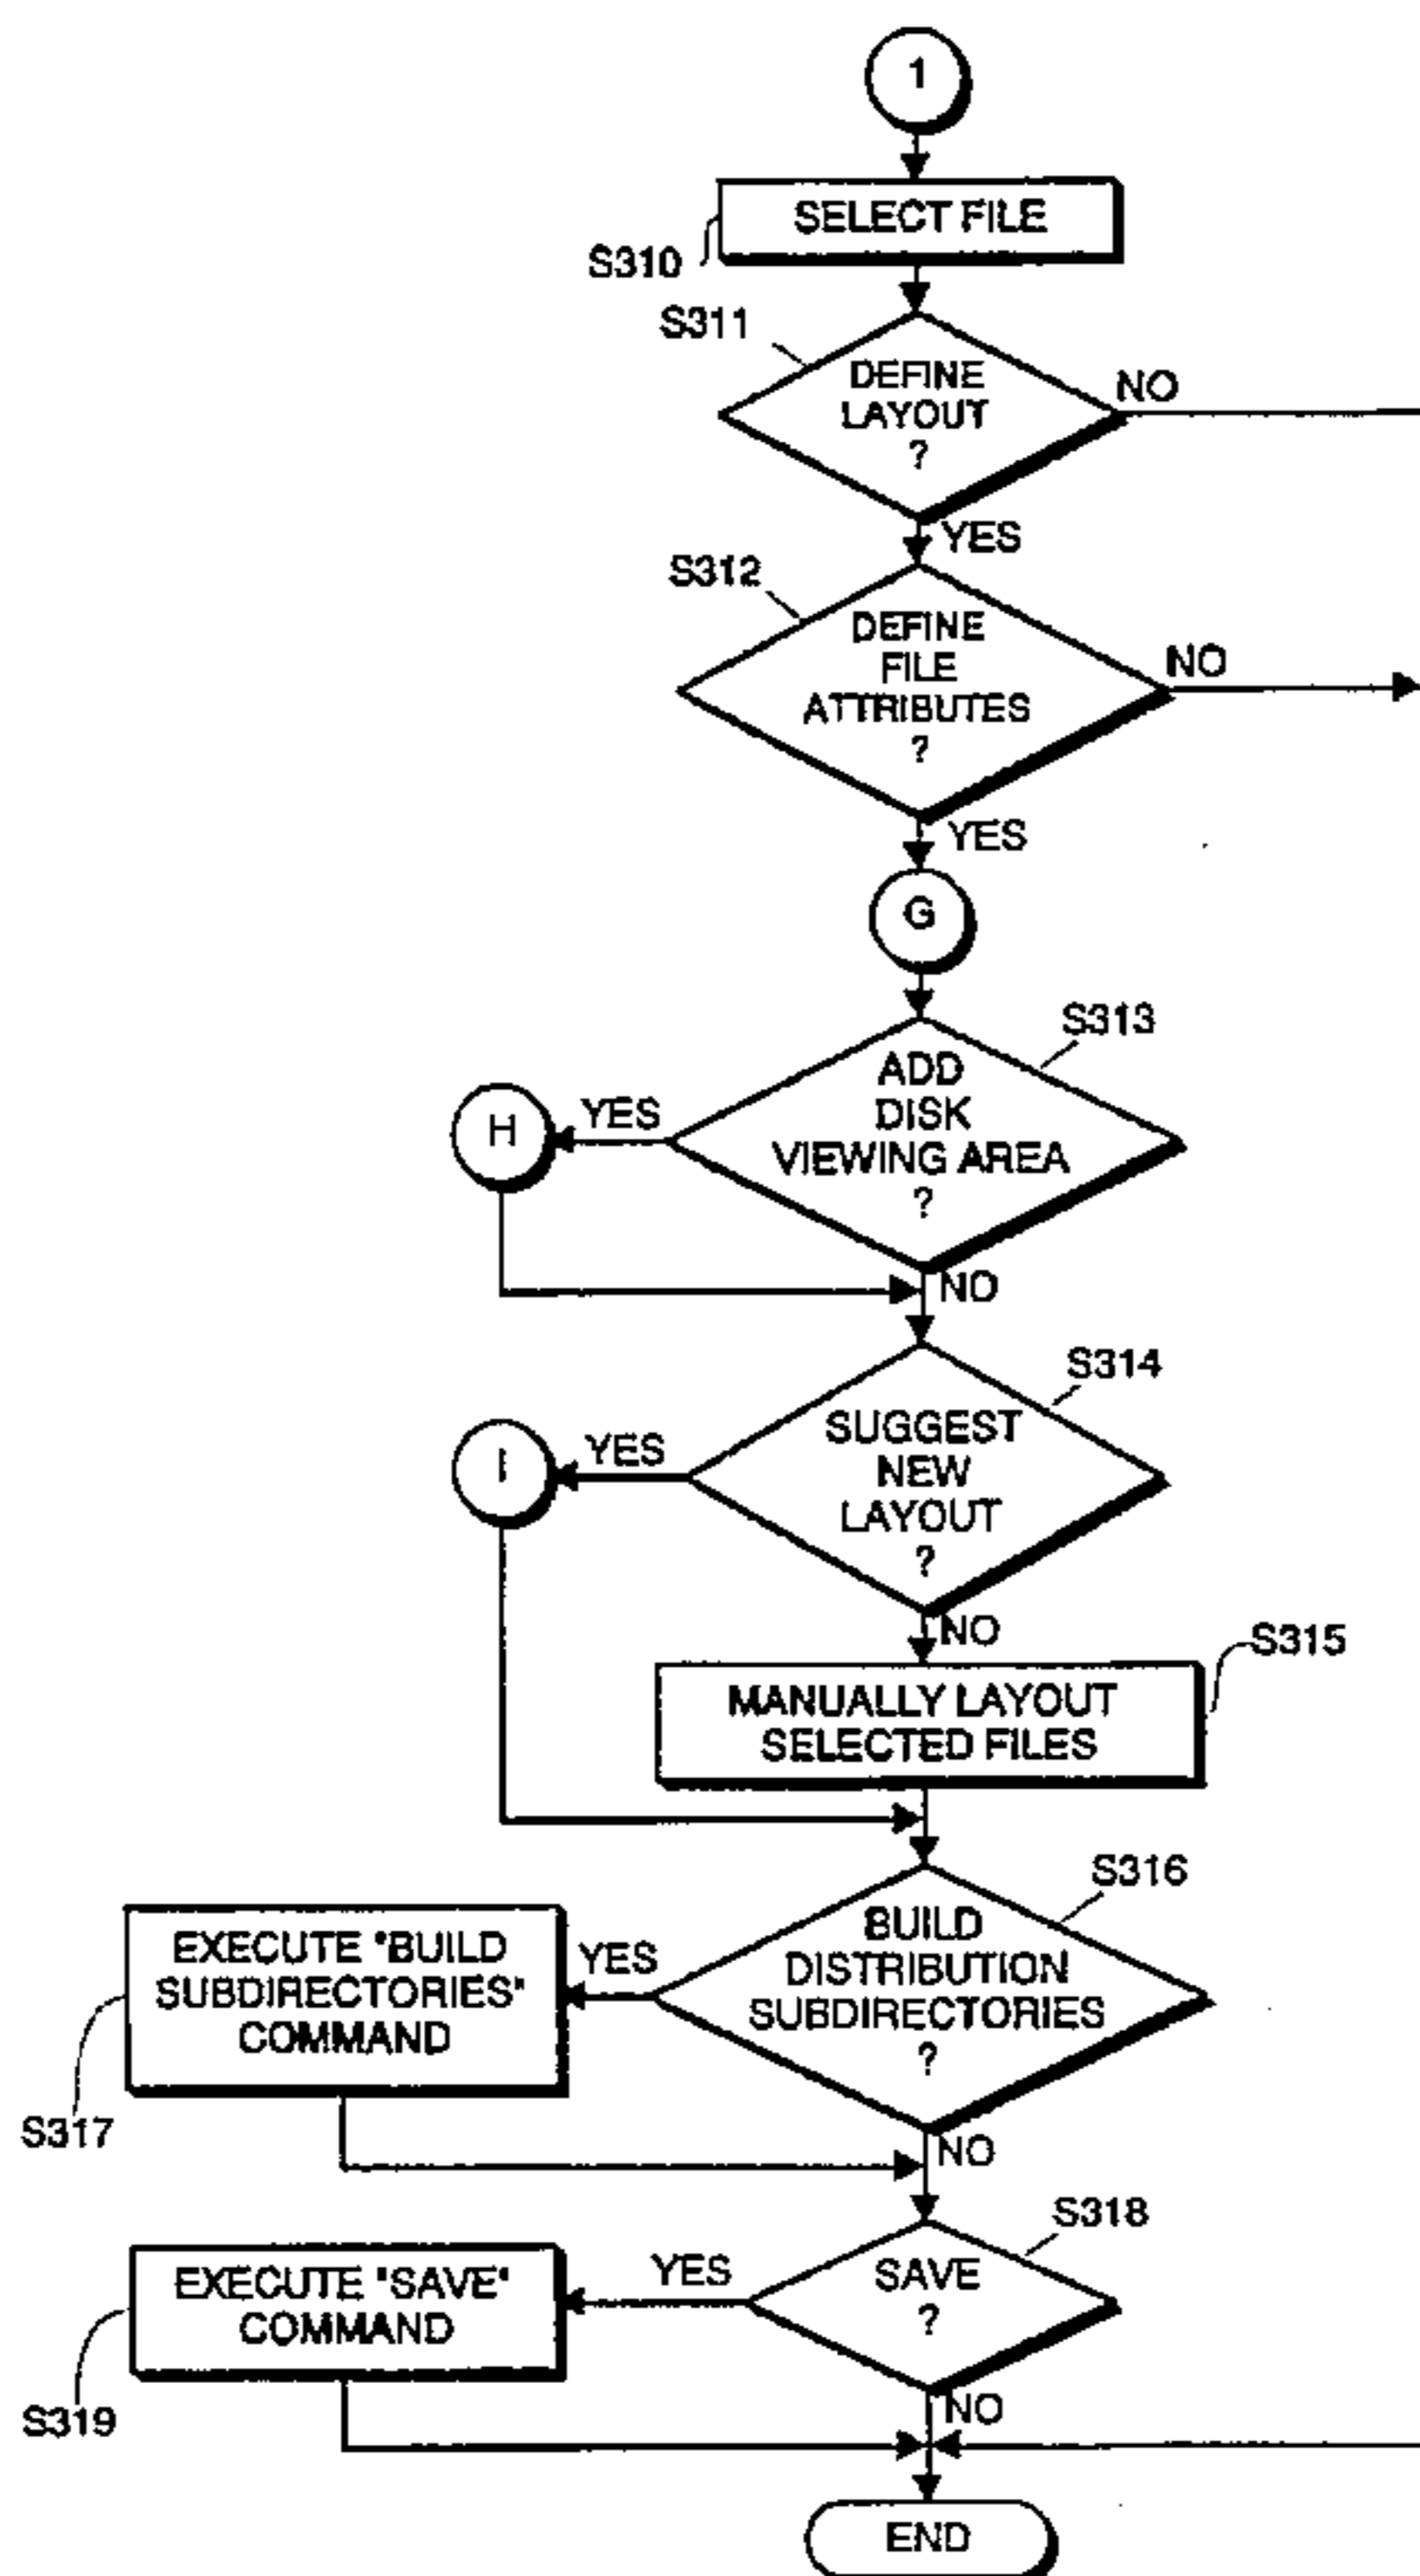 1
SELECT FILE
S310
S311
DEFINE
LAYOUT
?
NO
YES
S312
DEFINE
FILE
ATTRIBUTES
?
NO
YES
G
S313
ADD
DISK
VIEWING AREA
?
YES
H
NO
S314
SUGGEST
NEW
LAYOUT
?
YES
I
NO
S315
MANUALLY LAYOUT
SELECTED FILES
S316
BUILD
DISTRIBUTION
SUBDIRECTORIES
?
YES
EXECUTE "BUILD
SUBDIRECTORIES"
COMMAND
S317
NO
S318
SAVE
?
YES
EXECUTE "SAVE"
COMMAND
S319
NO
END